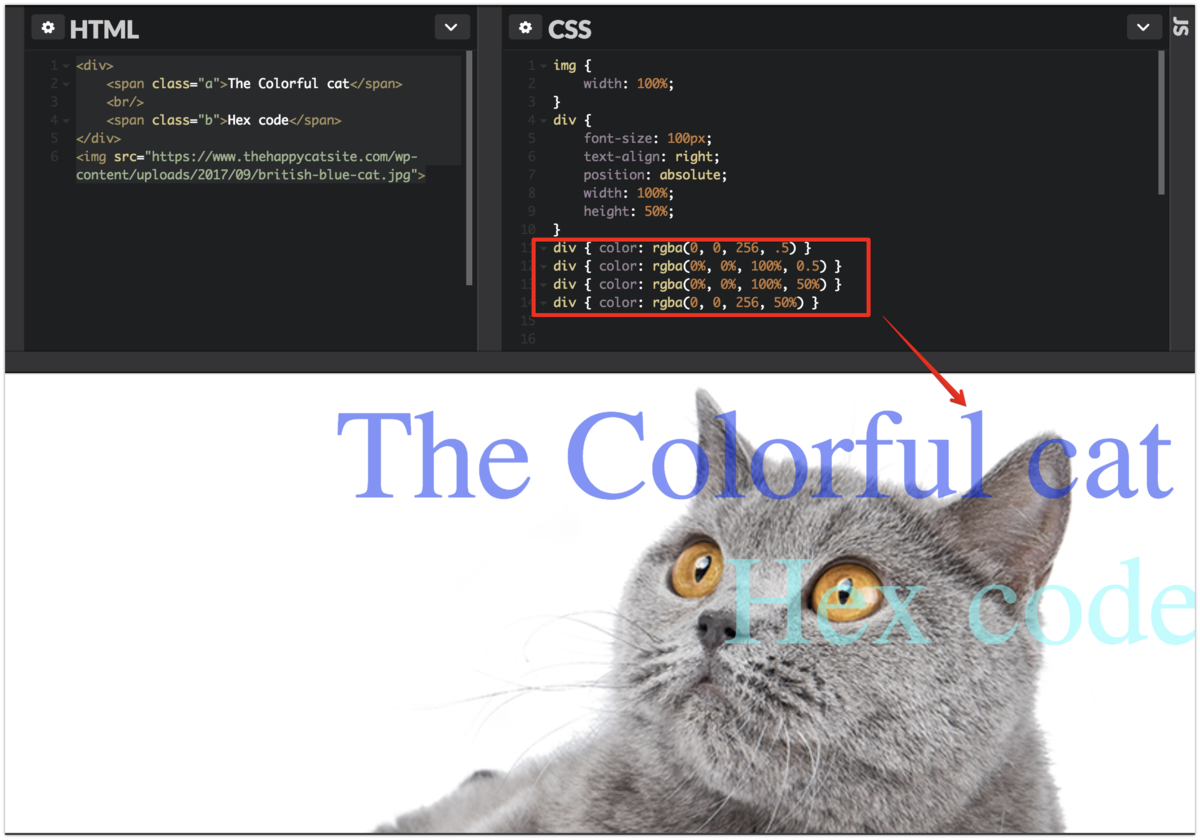 HTML
1 <div>
2 <span class="a">The Colorful cat</span>
3 <br/>
4 <span class="b">Hex code</span>
5 </div>
6 <img src="https://www.thehappycatsite.com/wp-
content/uploads/2017/09/british-blue-cat.jpg">
CSS
1 img {
2 width: 100%;
3 }
4 div {
5 font-size: 100px;
6 text-align: right;
7 position: absolute;
8 width: 100%;
9 height: 50%;
10 }
11 div { color: rgba(0, 0, 256, .5) }
12 div { color: rgba(0%, 0%, 100%, 0.5) }
13 div { color: rgba(0%, 0%, 100%, 50%) }
14 div { color: rgba(0, 0, 256, 50%) }
15
16
JS
The Colorful cat
Hex code